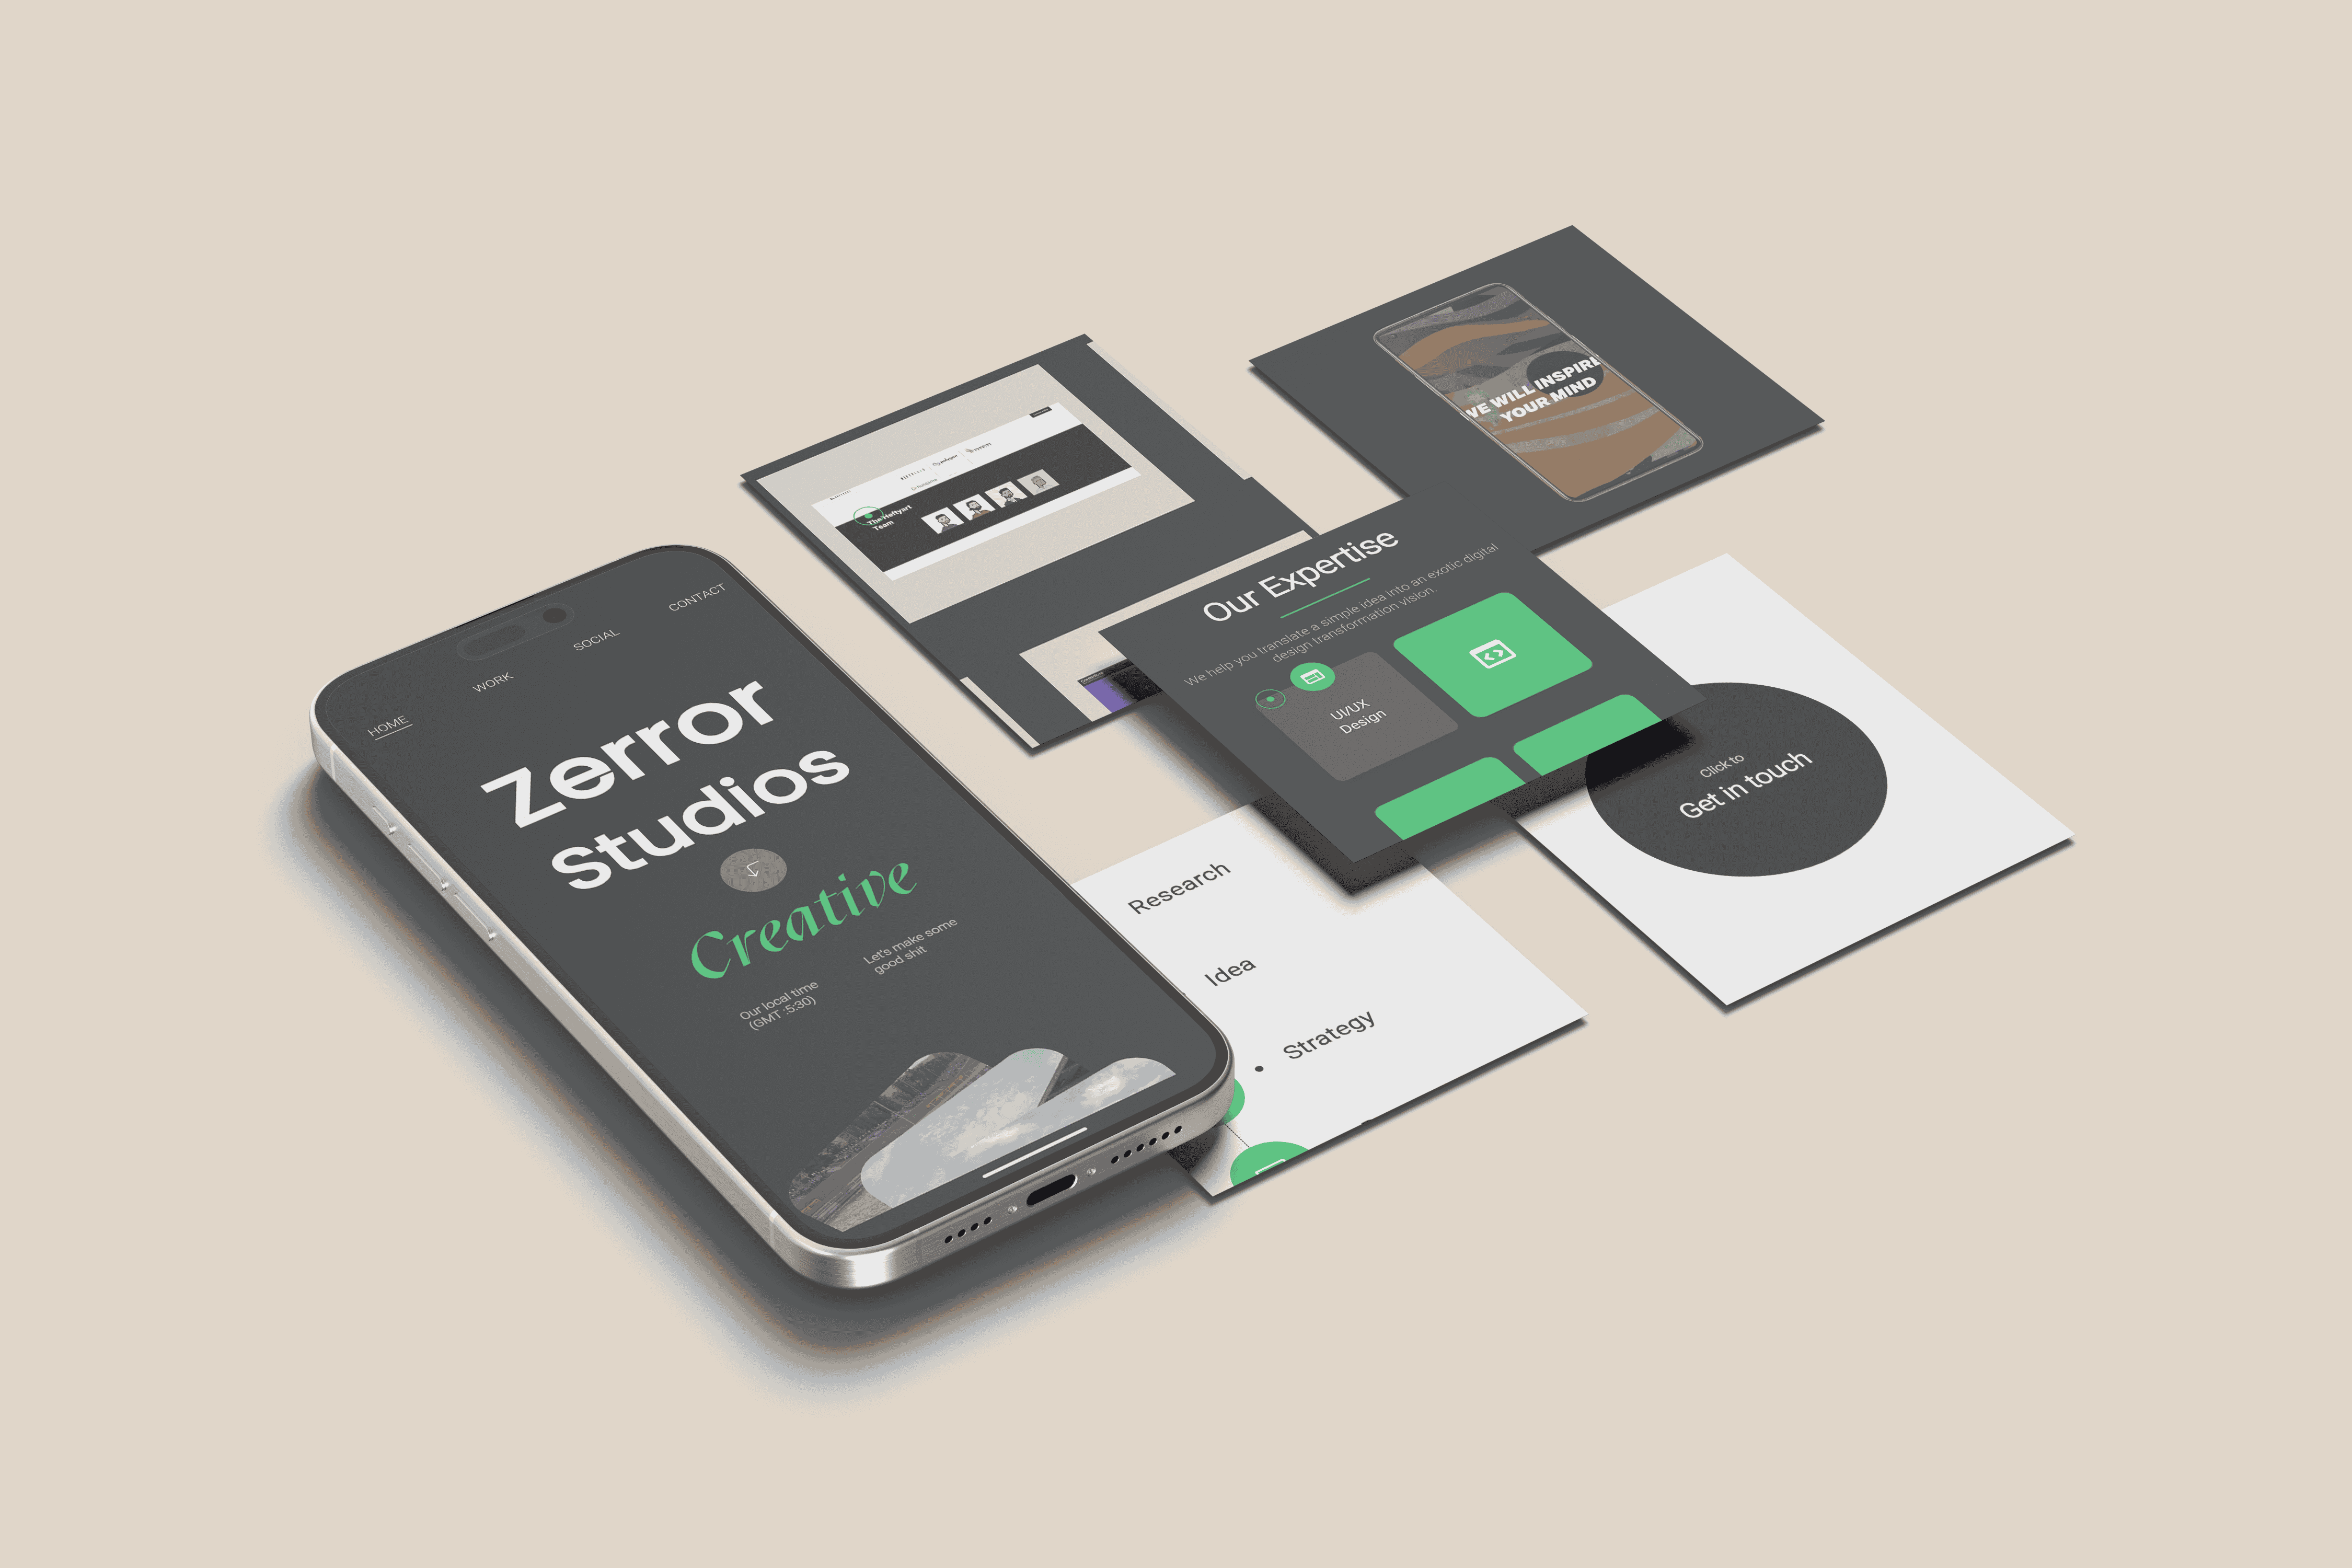 HOME
WORK
SOCIAL
CONTACT
Zerror
studios
Creative
Let's make some
good shit
Our local time
(GMT :5:30)
The Heftyart
Team
WE WILL INSPIRE
YOUR MIND
Our Expertise
We help you translate a simple idea into an exotic digital
design transformation vision.
UI/UX
Design
Click to
Get in touch
Research
Idea
Strategy